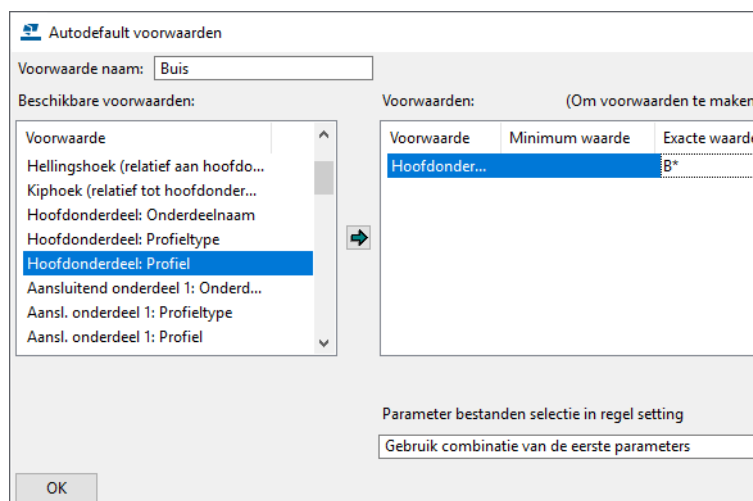 Autodefault voorwaarden
Voorwaarde naam: Buis
Beschikbare voorwaarden:
Voorwaarde
Hellingshoek (relatief aan hoofdo...
Kiphoek (relatief tot hoofdonder...
Hoofdonderdeel: Onderdeelnaam
Hoofdonderdeel: Profieltype
Hoofdonderdeel: Profiel
Aansluitend onderdeel 1: Onderd...
Aansl. onderdeel 1: Profieltype
Aansl. onderdeel 1: Profiel
Voorwaarden: (Om voorwaarden te maken
Voorwaarde Minimum waarde Exacte waarde
Hoofdonder... B*
Parameter bestanden selectie in regel setting
Gebruik combinatie van de eerste parameters
OK